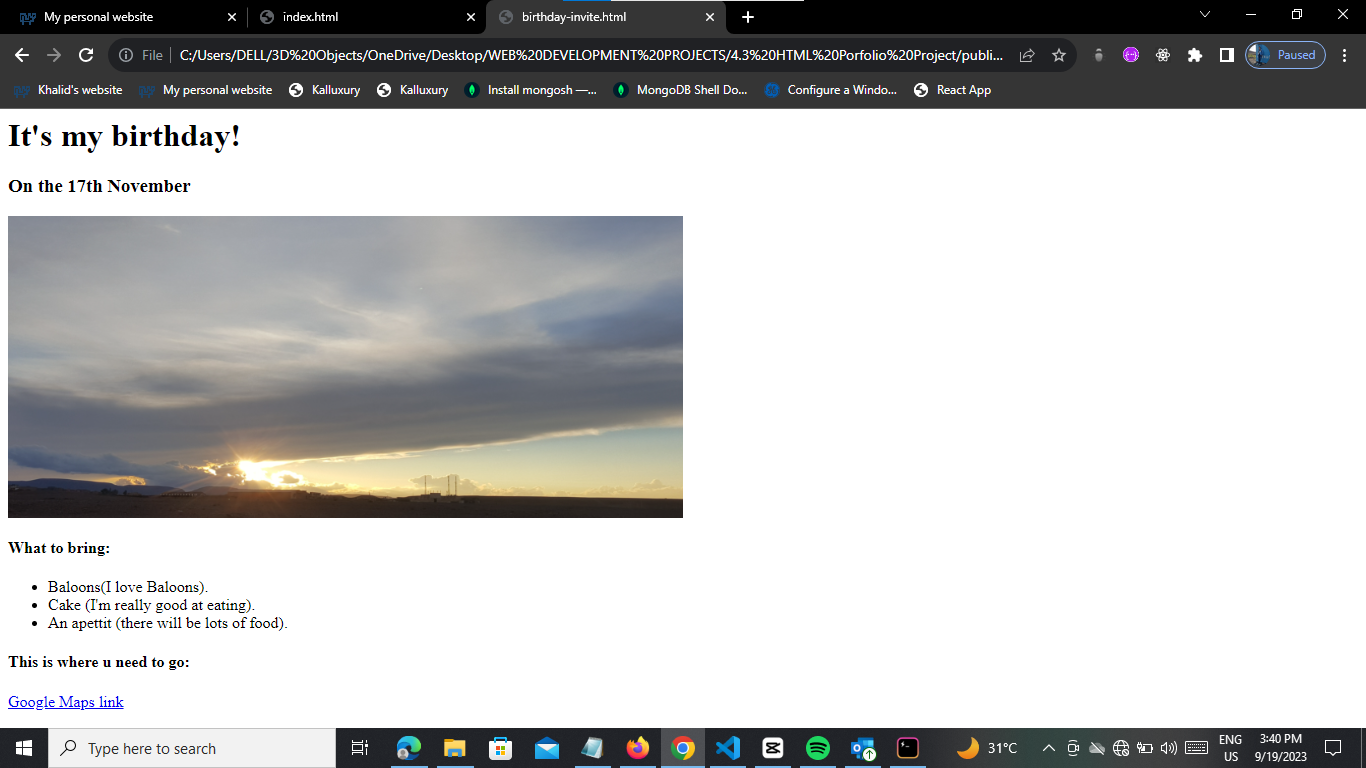 My personal website
index.html
birthday-invite.html
File
C:/Users/DELL/3D%20Objects/OneDrive/Desktop/WEB%20DEVELOPMENT%20PROJECTS/4.3%20HTML%20Porfolio%20Project/publi...
Paused
Khalid's website
My personal website
Kalluxury
Kalluxury
Install mongosh —...
MongoDB Shell Do...
Configure a Windo...
React App
It's my birthday!
On the 17th November
What to bring:
Baloons(I love Baloons).
Cake (I'm really good at eating).
An apettit (there will be lots of food).
This is where u need to go:
Google Maps link
Type here to search
31°C
ENG
US
3:40 PM
9/19/2023